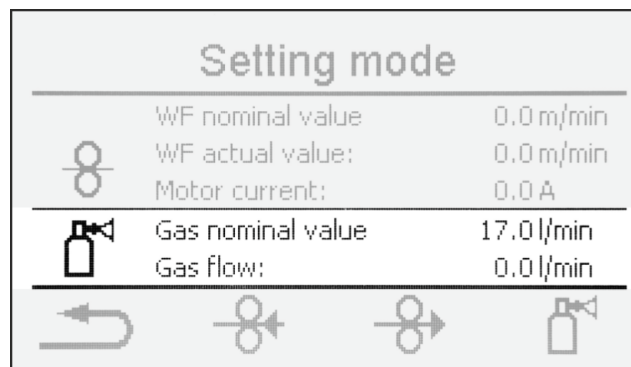 Setting mode
WF nominal value 0.0 m/min
WF actual value: 0.0 m/min
Motor current: 0.0 A
Gas nominal value 17.0 l/min
Gas flow: 0.0 l/min